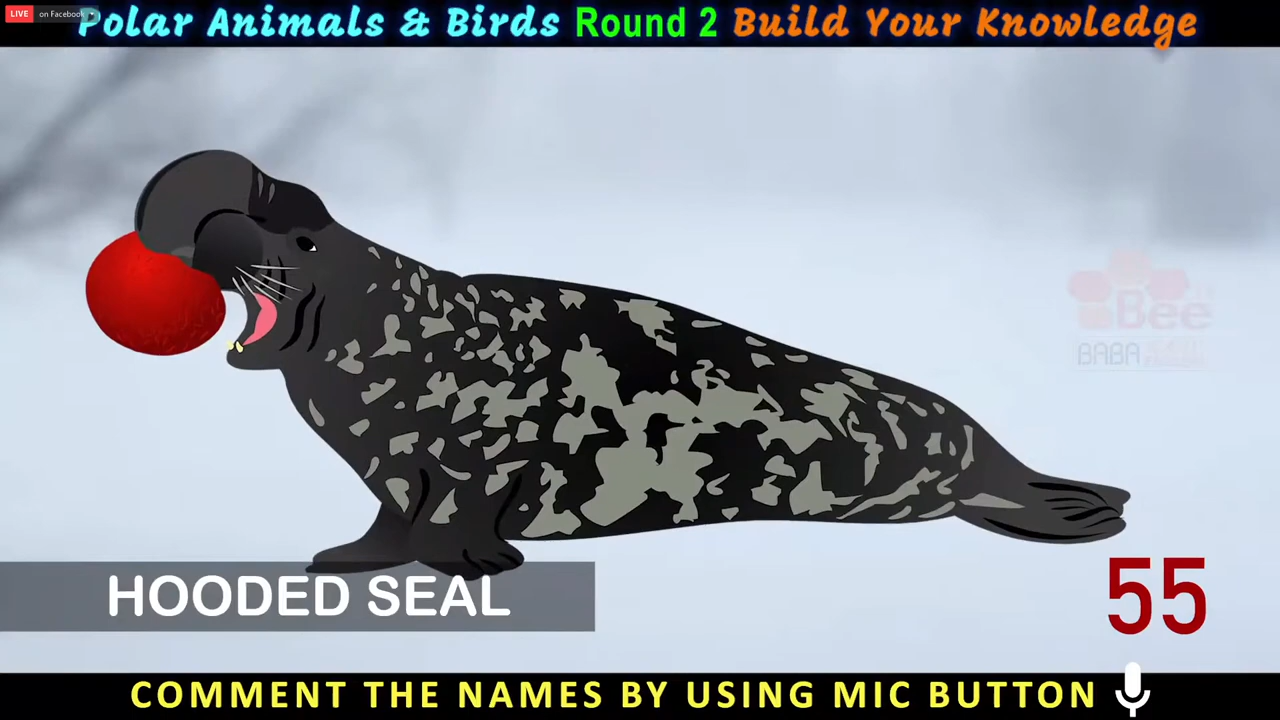 LIVE on Facebook
Polar Animals & Birds Round 2 Build Your Knowledge
Bee
BABA
HOODED SEAL
55
COMMENT THE NAMES BY USING MIC BUTTON